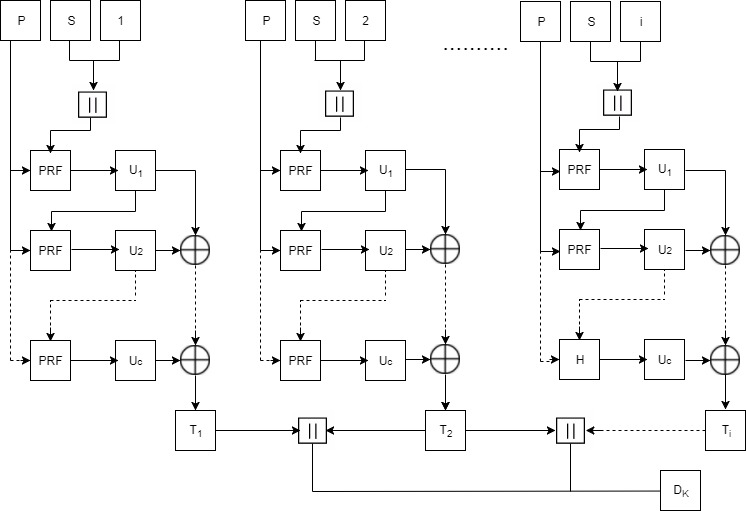 P S 1 P S 2 P S i
..........
|| || ||
PRF U1 PRF U1 PRF U1
PRF U2 PRF U2 PRF U2
PRF Uc PRF Uc H Uc
T1 || T2 || Ti
DK